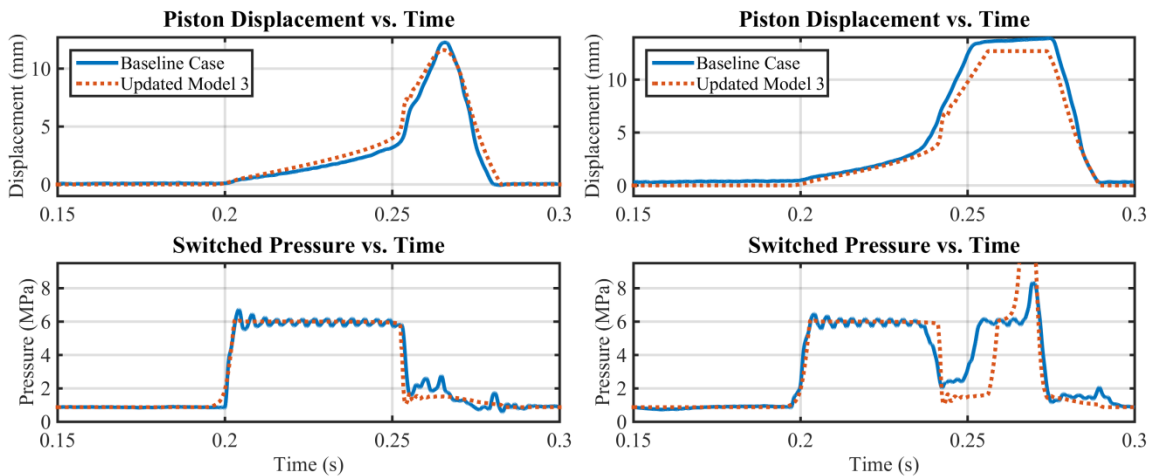 Piston Displacement vs. Time
Displacement (mm)
10
5
0
Baseline Case
Updated Model 3
0.15 0.2 0.25 0.3
Piston Displacement vs. Time
Displacement (mm)
10
5
0
Baseline Case
Updated Model 3
0.15 0.2 0.25 0.3
Switched Pressure vs. Time
Pressure (MPa)
8
6
4
2
0
0.15 0.2 0.25 0.3
Time (s)
Switched Pressure vs. Time
Pressure (MPa)
8
6
4
2
0
0.15 0.2 0.25 0.3
Time (s)